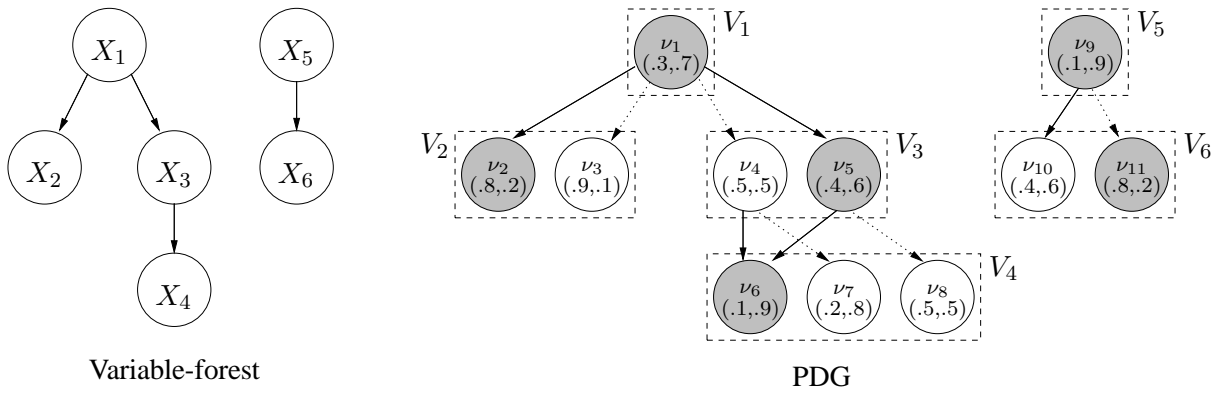 X₁ X₅
X₂ X₃ X₆
X₄
Variable-forest
V₁ V₅
ν₁ ν₉
(.3,.7) (.1,.9)
V₂ V₃ V₆
ν₂ ν₃ ν₄ ν₅ ν₁₀ ν₁₁
(.8,.2) (.9,.1) (.5,.5) (.4,.6) (.4,.6) (.8,.2)
V₄
ν₆ ν₇ ν₈
(.1,.9) (.2,.8) (.5,.5)
PDG